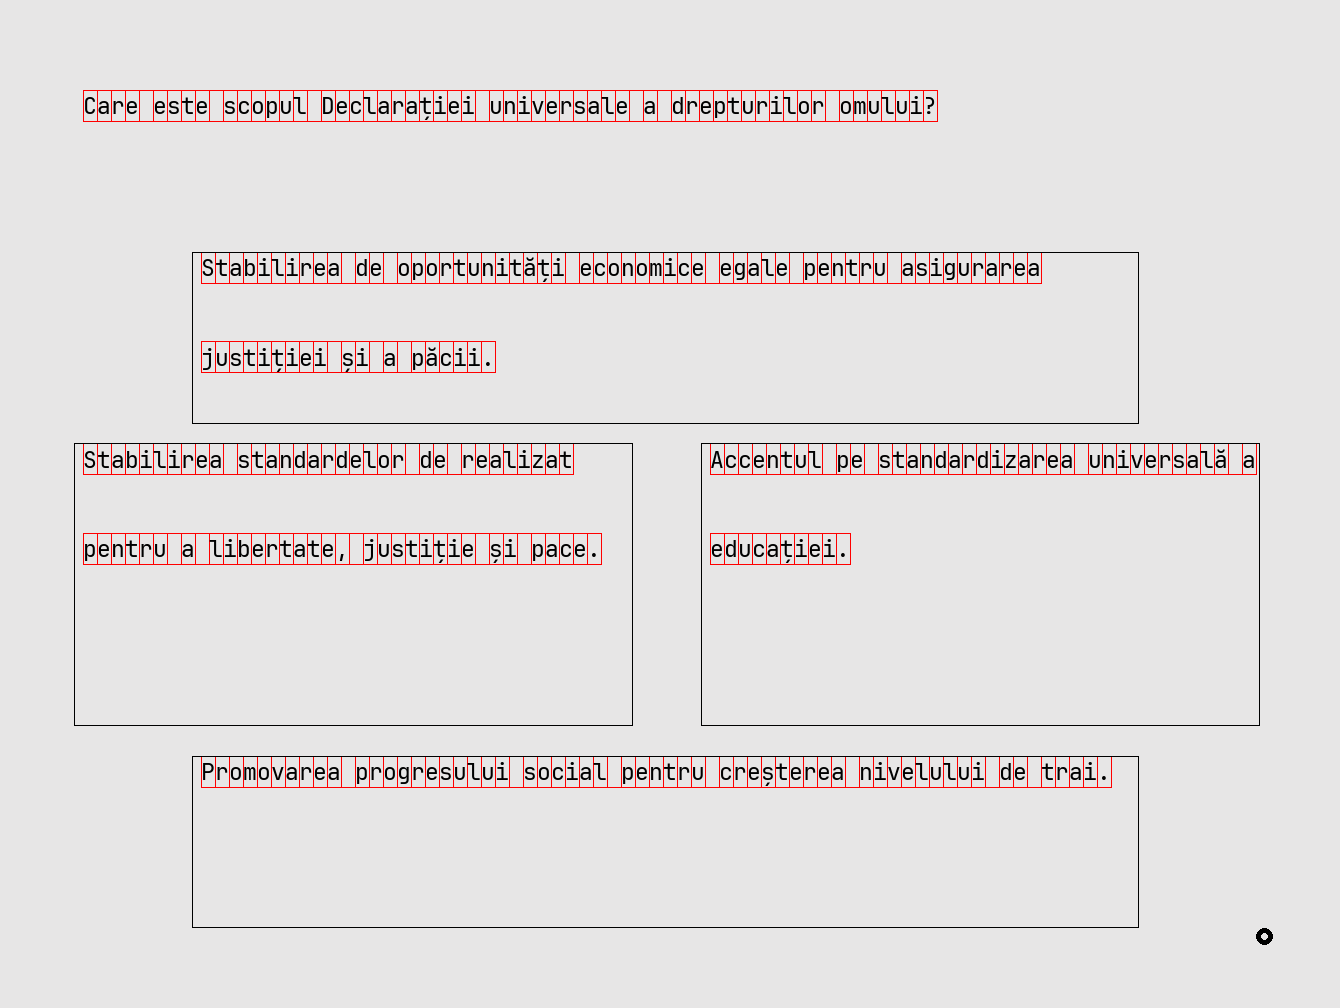 Care este scopul Declarației universale a drepturilor omului?
Stabilirea de oportunități economice egale pentru asigurarea
justiției și a păcii.
Stabilirea standardelor de realizat
pentru a libertate, justiție și pace.
Accentul pe standardizarea universală a
educației.
Promovarea progresului social pentru creșterea nivelului de trai.